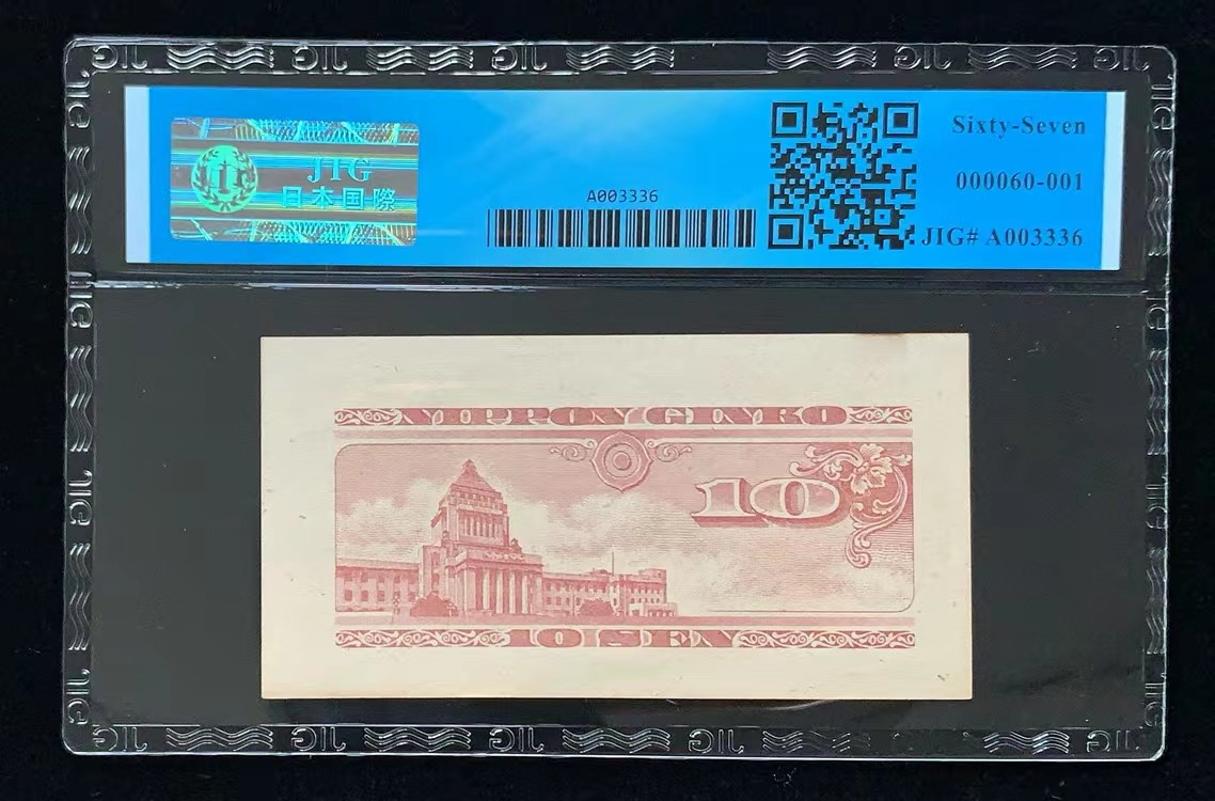 JIG
日本国際
A003336
Sixty-Seven
000060-001
JIG# A003336
NIPPON GINKO
10
10 SEN